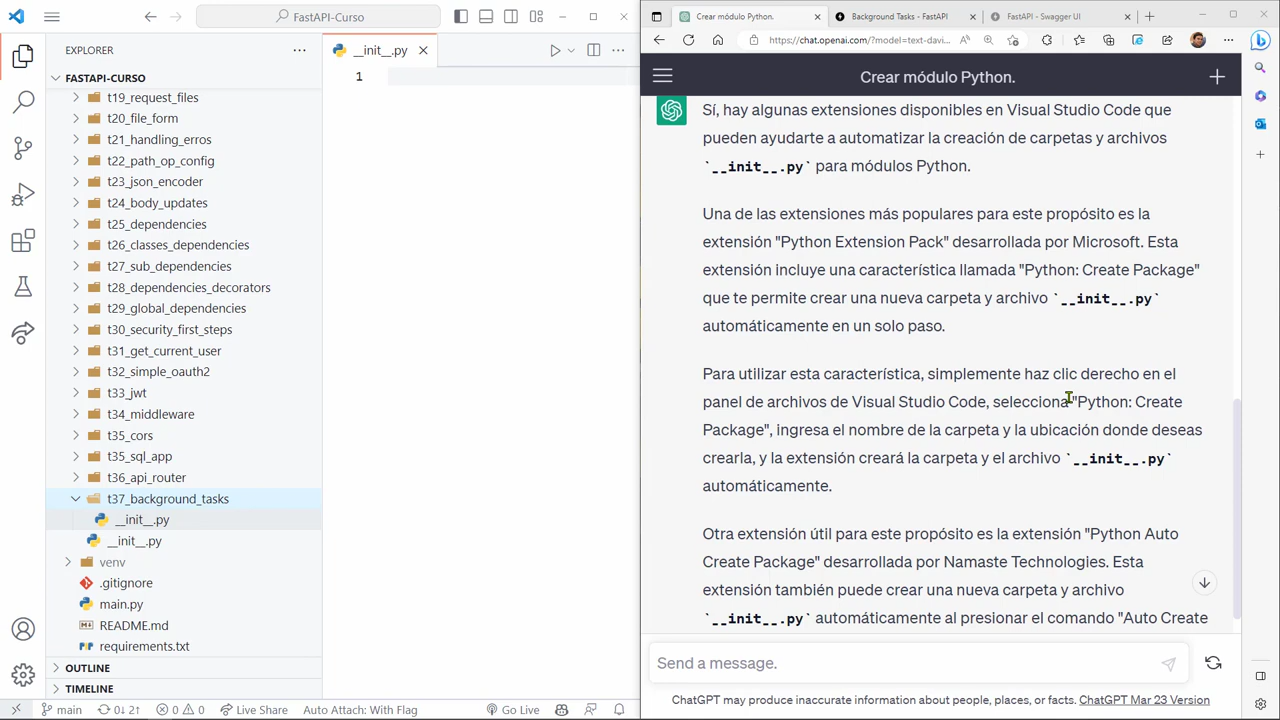 FastAPI-Curso
EXPLORER
FASTAPI-CURSO
t19_request_files
t20_file_form
t21_handling_erros
t22_path_op_config
t23_json_encoder
t24_body_updates
t25_dependencies
t26_classes_dependencies
t27_sub_dependencies
t28_dependencies_decorators
t29_global_dependencies
t30_security_first_steps
t31_get_current_user
t32_simple_oauth2
t33_jwt
t34_middleware
t35_cors
t35_sql_app
t36_api_router
t37_background_tasks
__init__.py
__init__.py
venv
.gitignore
main.py
README.md
requirements.txt
OUTLINE
TIMELINE
main
0↓ 2↑
0
0
Live Share
Auto Attach: With Flag
Go Live
__init__.py
1
Crear módulo Python.
Background Tasks - FastAPI
FastAPI - Swagger UI
https://chat.openai.com/?model=text-davi...
Crear módulo Python.
Sí, hay algunas extensiones disponibles en Visual Studio Code que
pueden ayudarte a automatizar la creación de carpetas y archivos
`__init__.py` para módulos Python.
Una de las extensiones más populares para este propósito es la
extensión "Python Extension Pack" desarrollada por Microsoft. Esta
extensión incluye una característica llamada "Python: Create Package"
que te permite crear una nueva carpeta y archivo `__init__.py`
automáticamente en un solo paso.
Para utilizar esta característica, simplemente haz clic derecho en el
panel de archivos de Visual Studio Code, selecciona "Python: Create
Package", ingresa el nombre de la carpeta y la ubicación donde deseas
crearla, y la extensión creará la carpeta y el archivo `__init__.py`
automáticamente.
Otra extensión útil para este propósito es la extensión "Python Auto
Create Package" desarrollada por Namaste Technologies. Esta
extensión también puede crear una nueva carpeta y archivo
`__init__.py` automáticamente al presionar el comando "Auto Create
Send a message.
ChatGPT may produce inaccurate information about people, places, or facts. ChatGPT Mar 23 Version